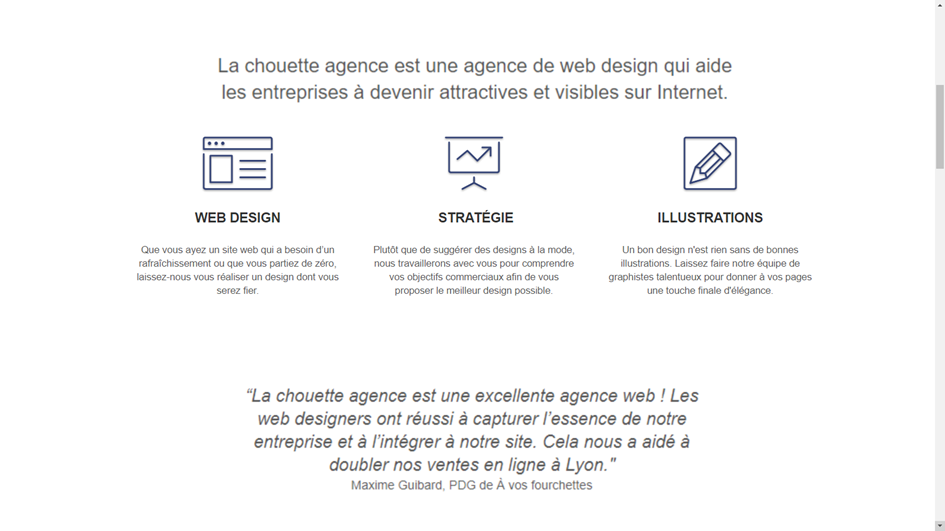 La chouette agence est une agence de web design qui aide
les entreprises à devenir attractives et visibles sur Internet.
WEB DESIGN
Que vous ayez un site web qui a besoin d’un
rafraîchissement ou que vous partiez de zéro,
laissez-nous vous réaliser un design dont vous
serez fier.
STRATÉGIE
Plutôt que de suggérer des designs à la mode,
nous travaillerons avec vous pour comprendre
vos objectifs commerciaux afin de vous
proposer le meilleur design possible.
ILLUSTRATIONS
Un bon design n'est rien sans de bonnes
illustrations. Laissez faire notre équipe de
graphistes talentueux pour donner à vos pages
une touche finale d'élégance.
“La chouette agence est une excellente agence web ! Les
web designers ont réussi à capturer l’essence de notre
entreprise et à l’intégrer à notre site. Cela nous a aidé à
doubler nos ventes en ligne à Lyon."
Maxime Guibard, PDG de À vos fourchettes